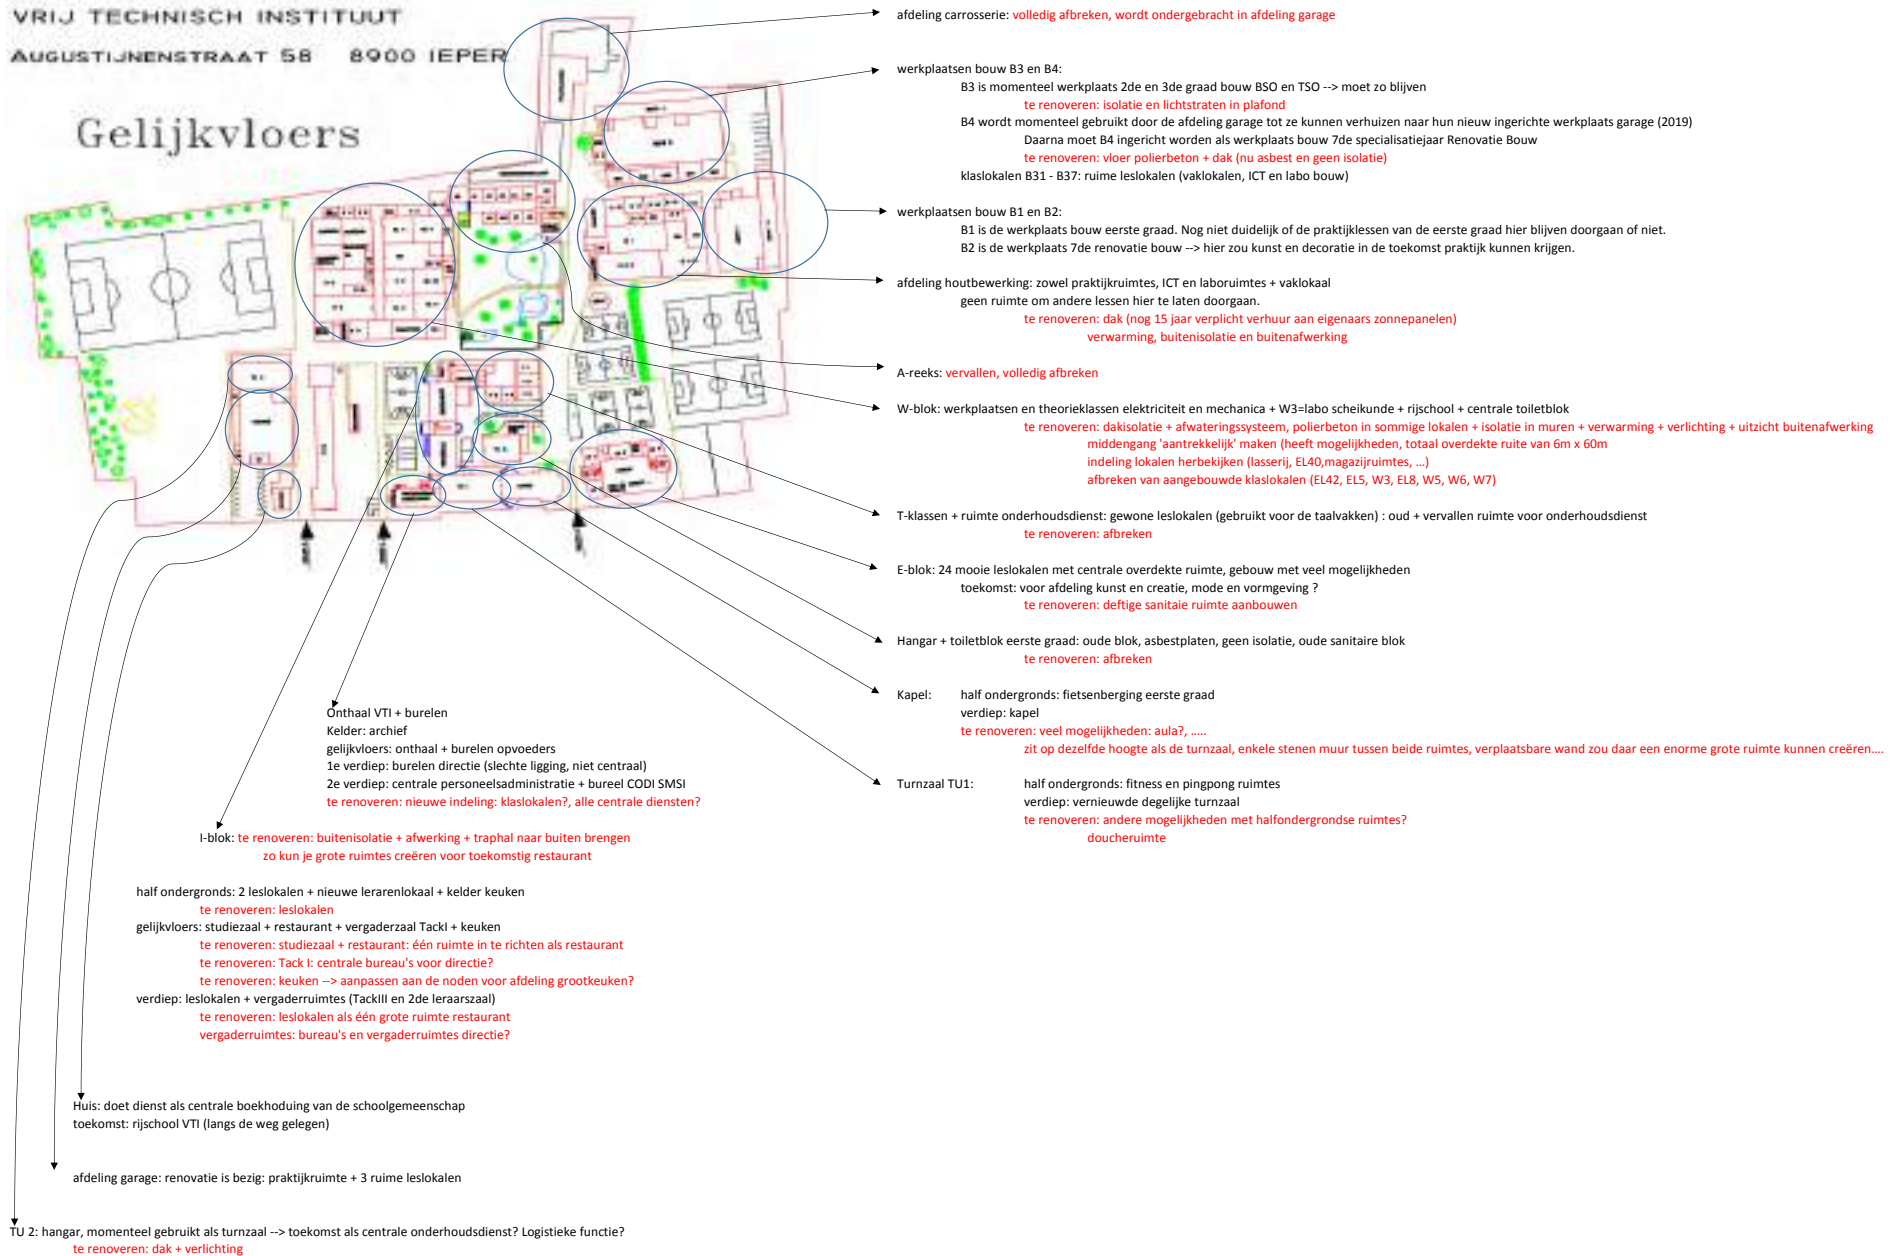 VRIJ TECHNISCH INSTITUUT
AUGUSTIJNENSTRAAT 58 8900 IEPER
Gelijkvloers
afdeling carrosserie: volledig afbreken, wordt ondergebracht in afdeling garage
werkplaatsen bouw B3 en B4:
B3 is momenteel werkplaats 2de en 3de graad bouw BSO en TSO --> moet zo blijven
te renoveren: isolatie en lichtstraten in plafond
B4 wordt momenteel gebruikt door de afdeling garage tot ze kunnen verhuizen naar hun nieuw ingerichte werkplaats garage (2019)
Daarna moet B4 ingericht worden als werkplaats bouw 7de specialisatiejaar Renovatie Bouw
te renoveren: vloer polierbeton + dak (nu asbest en geen isolatie)
klaslokalen B31 - B37: ruime leslokalen (vaklokalen, ICT en labo bouw)
werkplaatsen bouw B1 en B2:
B1 is de werkplaats bouw eerste graad. Nog niet duidelijk of de praktijklessen van de eerste graad hier blijven doorgaan of niet.
B2 is de werkplaats 7de renovatie bouw --> hier zou kunst en decoratie in de toekomst praktijk kunnen krijgen.
afdeling houtbewerking: zowel praktijkruimtes, ICT en laboruimtes + vaklokaal
geen ruimte om andere lessen hier te laten doorgaan.
te renoveren: dak (nog 15 jaar verplicht verhuur aan eigenaars zonnepanelen)
verwarming, buitenisolatie en buitenafwerking
A-reeks: vervallen, volledig afbreken
W-blok: werkplaatsen en theorieklassen elektriciteit en mechanica + W3=labo scheikunde + rijschool + centrale toiletblok
te renoveren: dakisolatie + afwateringssysteem, polierbeton in sommige lokalen + isolatie in muren + verwarming + verlichting + uitzicht buitenafwerking
middengang 'aantrekkelijk' maken (heeft mogelijkheden, totaal overdekte ruite van 6m x 60m
indeling lokalen herbekijken (lasserij, EL40,magazijruimtes, …)
afbreken van aangebouwde klaslokalen (EL42, EL5, W3, EL8, W5, W6, W7)
T-klassen + ruimte onderhoudsdienst: gewone leslokalen (gebruikt voor de taalvakken) : oud + vervallen ruimte voor onderhoudsdienst
te renoveren: afbreken
E-blok: 24 mooie leslokalen met centrale overdekte ruimte, gebouw met veel mogelijkheden
toekomst: voor afdeling kunst en creatie, mode en vormgeving ?
te renoveren: deftige sanitaie ruimte aanbouwen
Hangar + toiletblok eerste graad: oude blok, asbestplaten, geen isolatie, oude sanitaire blok
te renoveren: afbreken
Kapel: half ondergronds: fietsenberging eerste graad
verdiep: kapel
te renoveren: veel mogelijkheden: aula?, …..
zit op dezelfde hoogte als de turnzaal, enkele stenen muur tussen beide ruimtes, verplaatsbare wand zou daar een enorme grote ruimte kunnen creëren….
Turnzaal TU1: half ondergronds: fitness en pingpong ruimtes
verdiep: vernieuwde degelijke turnzaal
te renoveren: andere mogelijkheden met halfondergrondse ruimtes?
doucheruimte
Onthaal VTI + burelen
Kelder: archief
gelijkvloers: onthaal + burelen opvoeders
1e verdiep: burelen directie (slechte ligging, niet centraal)
2e verdiep: centrale personeelsadministratie + bureel CODI SMSI
te renoveren: nieuwe indeling: klaslokalen?, alle centrale diensten?
I-blok: te renoveren: buitenisolatie + afwerking + traphal naar buiten brengen
zo kun je grote ruimtes creëren voor toekomstig restaurant
half ondergronds: 2 leslokalen + nieuwe lerarenlokaal + kelder keuken
te renoveren: leslokalen
gelijkvloers: studiezaal + restaurant + vergaderzaal TackI + keuken
te renoveren: studiezaal + restaurant: één ruimte in te richten als restaurant
te renoveren: Tack I: centrale bureau's voor directie?
te renoveren: keuken --> aanpassen aan de noden voor afdeling grootkeuken?
verdiep: leslokalen + vergaderruimtes (TackIII en 2de leraarszaal)
te renoveren: leslokalen als één grote ruimte restaurant
vergaderruimtes: bureau's en vergaderruimtes directie?
Huis: doet dienst als centrale boekhoduing van de schoolgemeenschap
toekomst: rijschool VTI (langs de weg gelegen)
afdeling garage: renovatie is bezig: praktijkruimte + 3 ruime leslokalen
TU 2: hangar, momenteel gebruikt als turnzaal --> toekomst als centrale onderhoudsdienst? Logistieke functie?
te renoveren: dak + verlichting